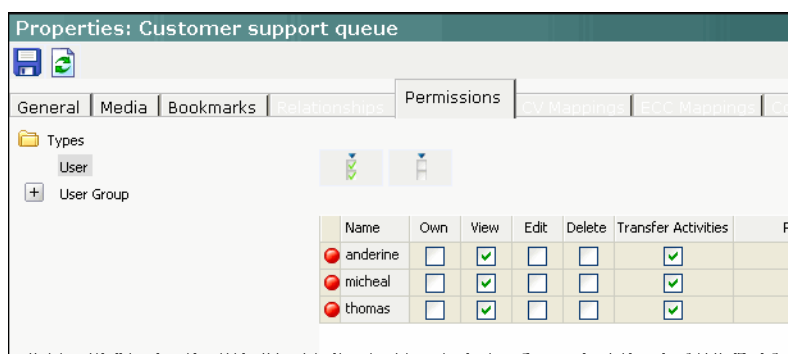 Properties: Customer support queue
General Media Bookmarks Relationships Permissions CV Mappings ECC Mappings
Types
User
User Group
Name Own View Edit Delete Transfer Activities
anderine
micheal
thomas